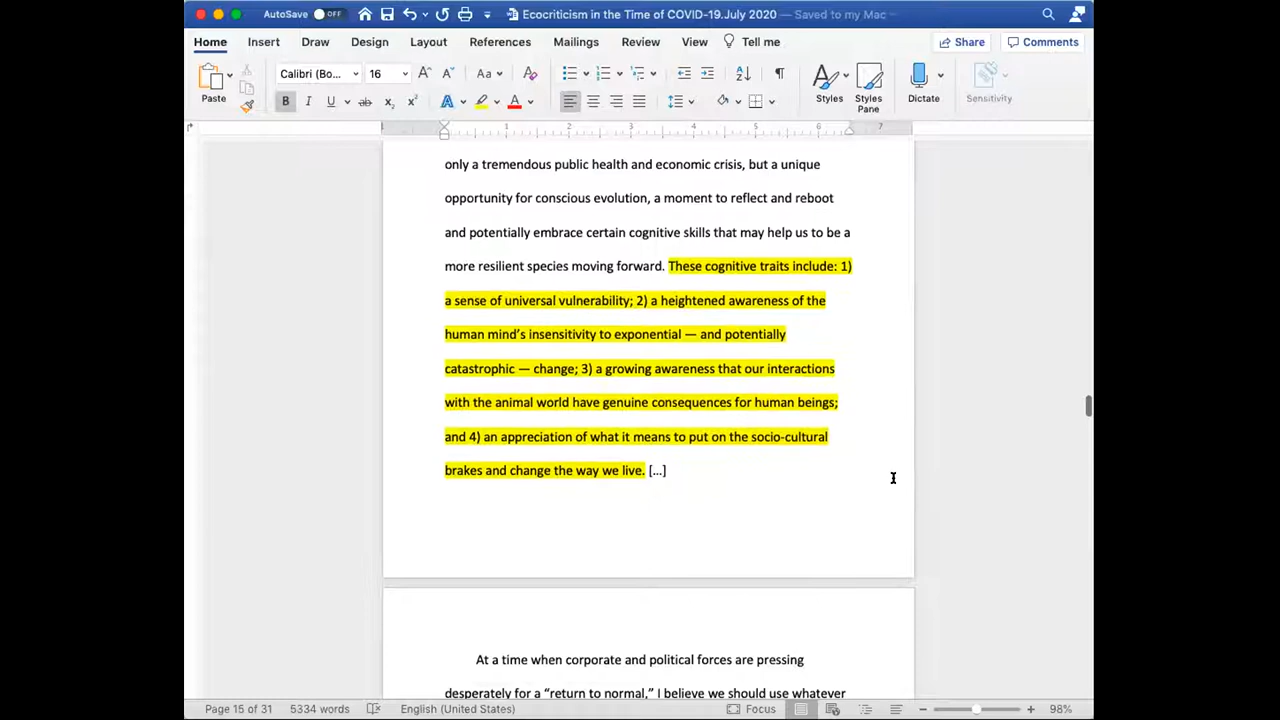 AutoSave OFF
Ecocriticism in the Time of COVID-19.July 2020 — Saved to my Mac
Home Insert Draw Design Layout References Mailings Review View Tell me Share Comments
Calibri (Bo... 16
Paste
Styles
Styles Pane
Dictate
Sensitivity
1 1 2 3 4 5 6 7
only a tremendous public health and economic crisis, but a unique
opportunity for conscious evolution, a moment to reflect and reboot
and potentially embrace certain cognitive skills that may help us to be a
more resilient species moving forward. These cognitive traits include: 1)
a sense of universal vulnerability; 2) a heightened awareness of the
human mind’s insensitivity to exponential — and potentially
catastrophic — change; 3) a growing awareness that our interactions
with the animal world have genuine consequences for human beings;
and 4) an appreciation of what it means to put on the socio-cultural
brakes and change the way we live. […]
At a time when corporate and political forces are pressing
desperately for a “return to normal,” I believe we should use whatever
Page 15 of 31 5334 words English (United States) Focus 98%